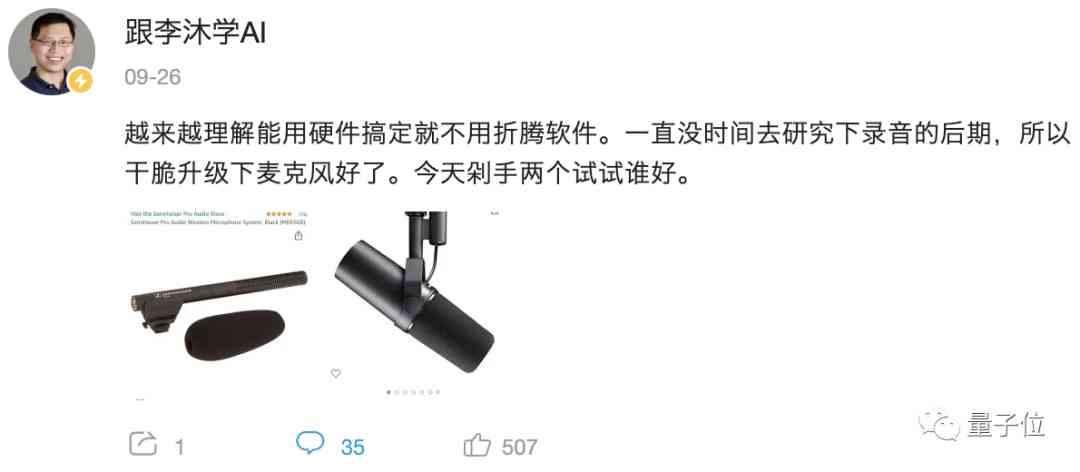 跟李沐学AI
09-26
越来越理解能用硬件搞定就不用折腾软件。一直没时间去研究下录音的后期，所以
干脆升级下麦克风好了。今天剁手两个试试谁好。
Visit the Sennheiser Pro Audio Store
Sennheiser Pro Audio Wireless Microphone System, Black (MKE600)
SENNHEISER
1
35
507
量子位